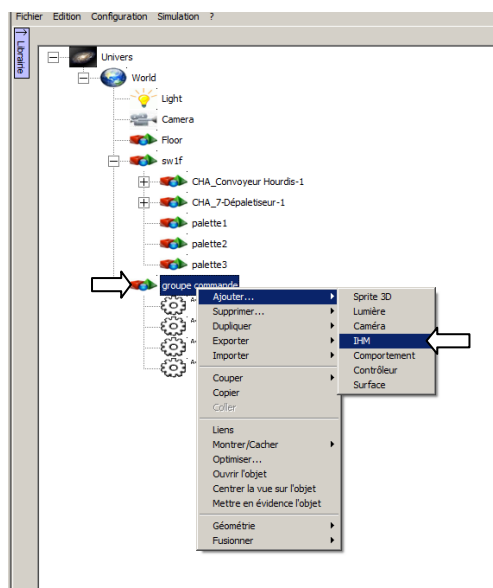 Fichier Edition Configuration Simulation ?
Librairie
Univers
World
Light
Camera
Floor
sw1f
CHA_Convoyeur Hourdis-1
CHA_7-Dépaletiseur-1
palette1
palette2
palette3
groupe commande
Ajouter...
Supprimer...
Dupliquer
Exporter
Importer
Couper
Copier
Coller
Liens
Montrer/Cacher
Optimiser...
Ouvrir l'objet
Centrer la vue sur l'objet
Mettre en évidence l'objet
Géométrie
Fusionner
Sprite 3D
Lumière
Caméra
IHM
Comportement
Contrôleur
Surface